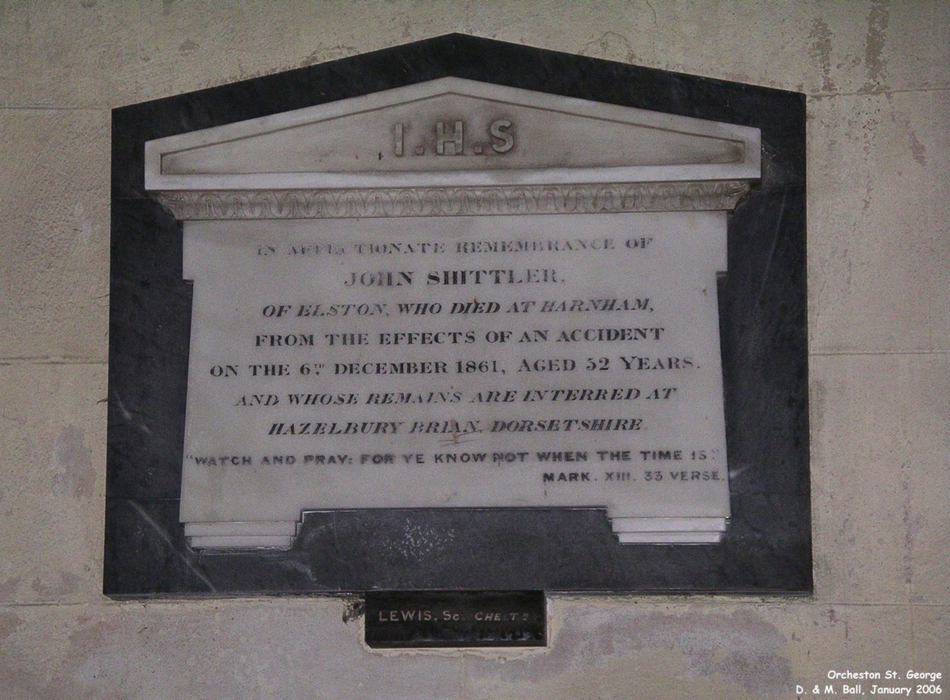 I.H.S
IN AFFECTIONATE REMEMBRANCE OF
JOHN SHITTLER.
OF ELSTON, WHO DIED AT HARNHAM,
FROM THE EFFECTS OF AN ACCIDENT
ON THE 6TH DECEMBER 1861, AGED 52 YEARS.
AND WHOSE REMAINS ARE INTERRED AT
HAZELBURY BRIAN, DORSETSHIRE
"WATCH AND PRAY: FOR YE KNOW NOT WHEN THE TIME IS"
MARK. XIII. 33 VERSE.
LEWIS, Sc.
Orcheston St. George
D. & M. Ball, January 2006